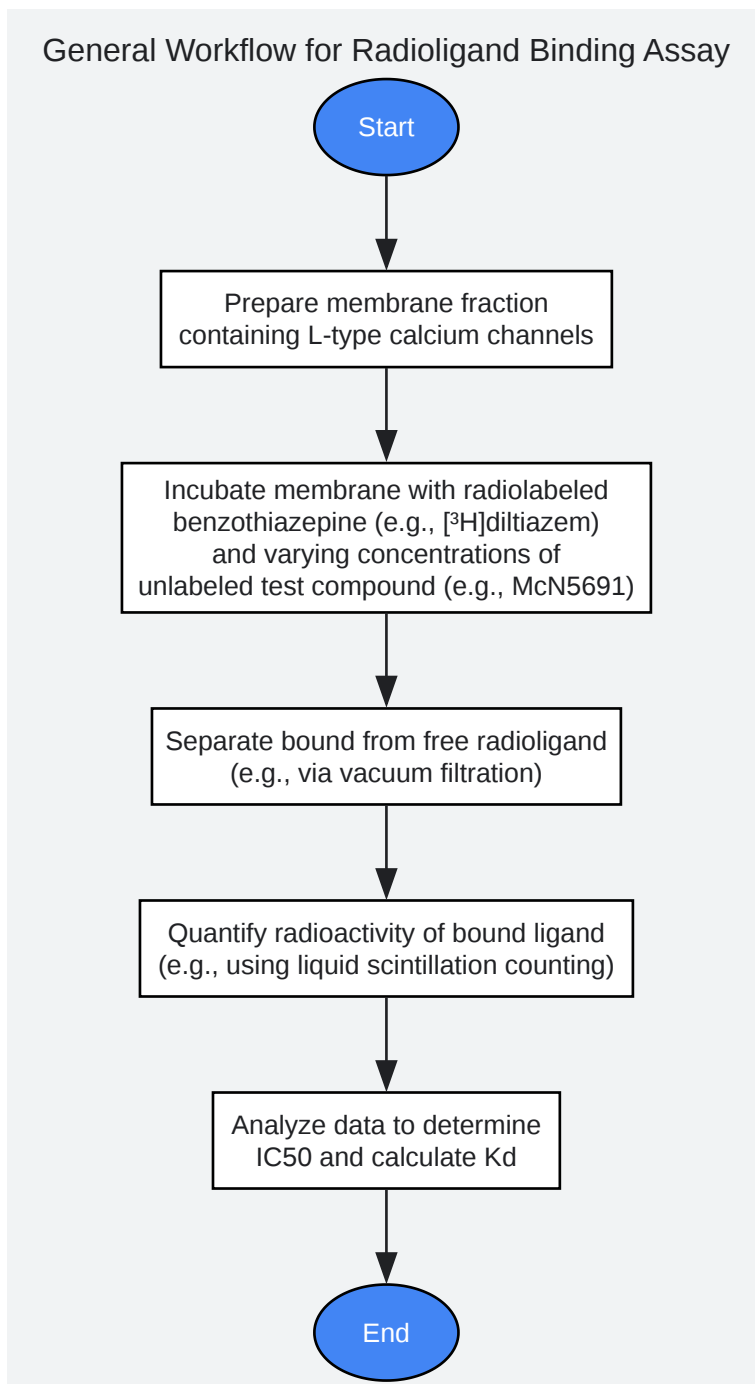 General Workflow for Radioligand Binding Assay
Start
Prepare membrane fraction
containing L-type calcium channels
Incubate membrane with radiolabeled
benzothiazepine (e.g., [³H]diltiazem)
and varying concentrations of
unlabeled test compound (e.g., McN5691)
Separate bound from free radioligand
(e.g., via vacuum filtration)
Quantify radioactivity of bound ligand
(e.g., using liquid scintillation counting)
Analyze data to determine
IC50 and calculate Kd
End